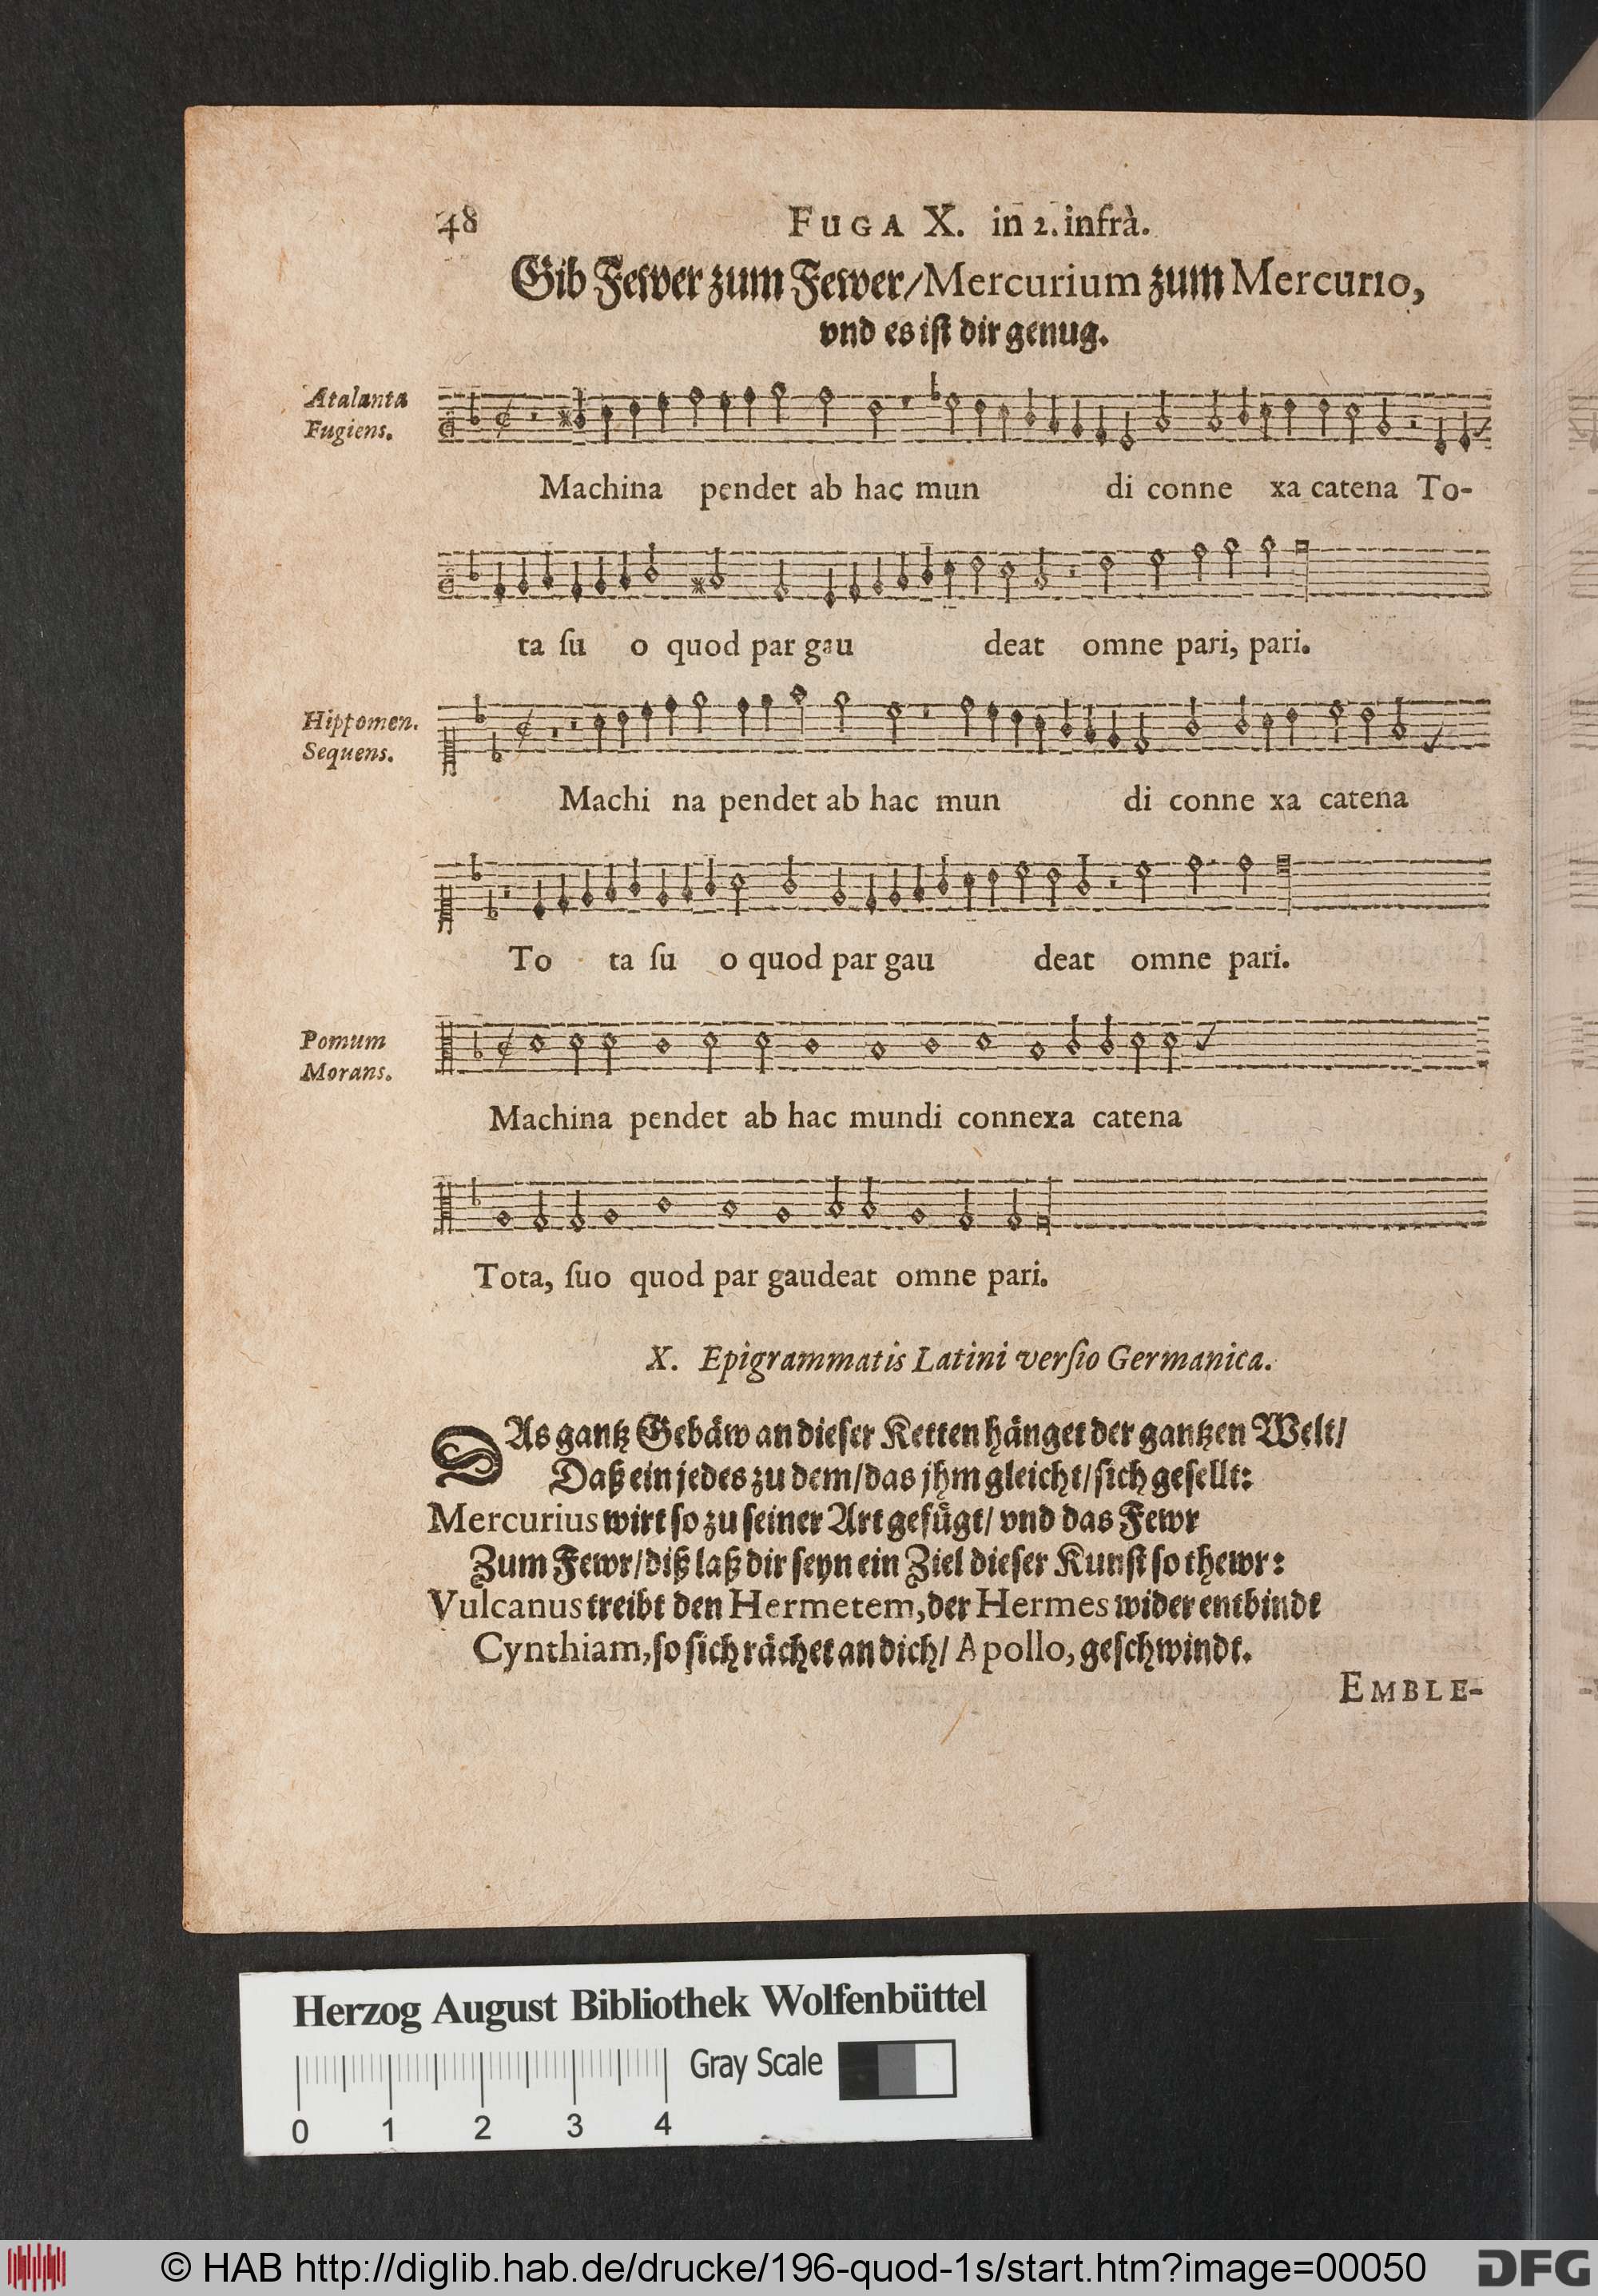 48
FUGA X. in 2. infrà.
Gib Fewer zum Fewer/Mercurium zum Mercurio,
vnd es ist dir genug.
Atalanta
Fugiens.
Machina pendet ab hac mun di conne xa catena To-
ta ſu o quod par gau deat omne pari, pari.
Hippomen.
Sequens.
Machi na pendet ab hac mun di conne xa catena
To ta ſu o quod par gau deat omne pari.
Pomum
Morans.
Machina pendet ab hac mundi connexa catena
Tota, ſuo quod par gaudeat omne pari.
X. Epigrammatis Latini verſio Germanica.
DAs gantz Gebäw an dieſer Ketten hänget der gantzen Welt/
Daß ein jedes zu dem/das jhm gleicht/ſich geſellt:
Mercurius wirt ſo zu ſeiner Art gefügt/ vnd das Fewr
Zum Fewr/diß laß dir ſeyn ein Ziel dieſer Kunſt ſo thewr:
Vulcanus treibt den Hermetem,der Hermes wider entbindt
Cynthiam,ſo ſich rächet an dich/ Apollo, geſchwindt.
EMBLE-
Herzog August Bibliothek Wolfenbüttel
Gray Scale
0 1 2 3 4
© HAB http://diglib.hab.de/drucke/196-quod-1s/start.htm?image=00050
DFG